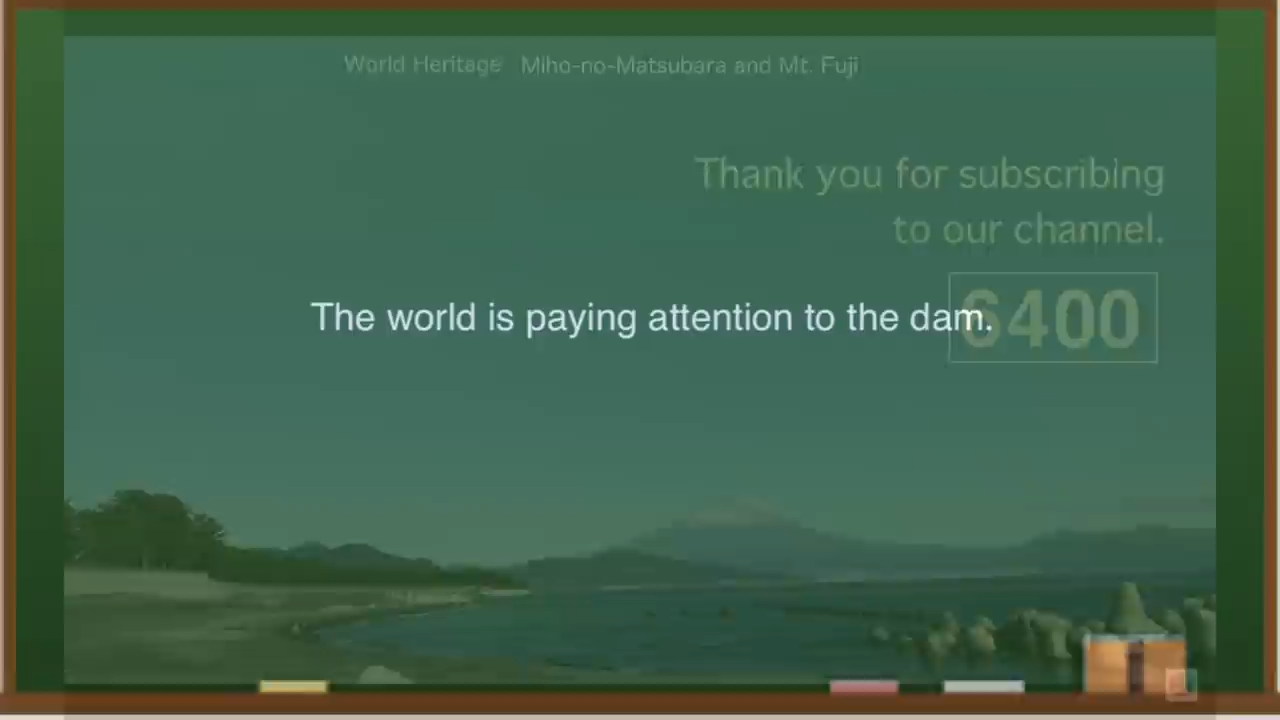 World Heritage Miho-no-Matsubara and Mt. Fuji
Thank you for subscribing
to our channel.
6400
The world is paying attention to the dam.